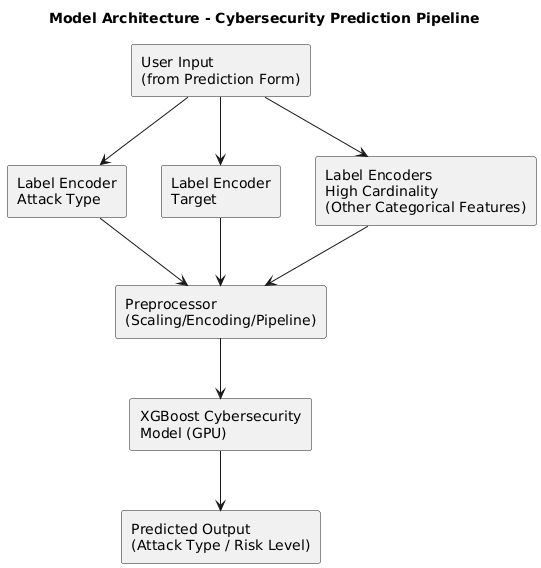 Model Architecture - Cybersecurity Prediction Pipeline
User Input
(from Prediction Form)
Label Encoder
Attack Type
Label Encoder
Target
Label Encoders
High Cardinality
(Other Categorical Features)
Preprocessor
(Scaling/Encoding/Pipeline)
XGBoost Cybersecurity
Model (GPU)
Predicted Output
(Attack Type / Risk Level)